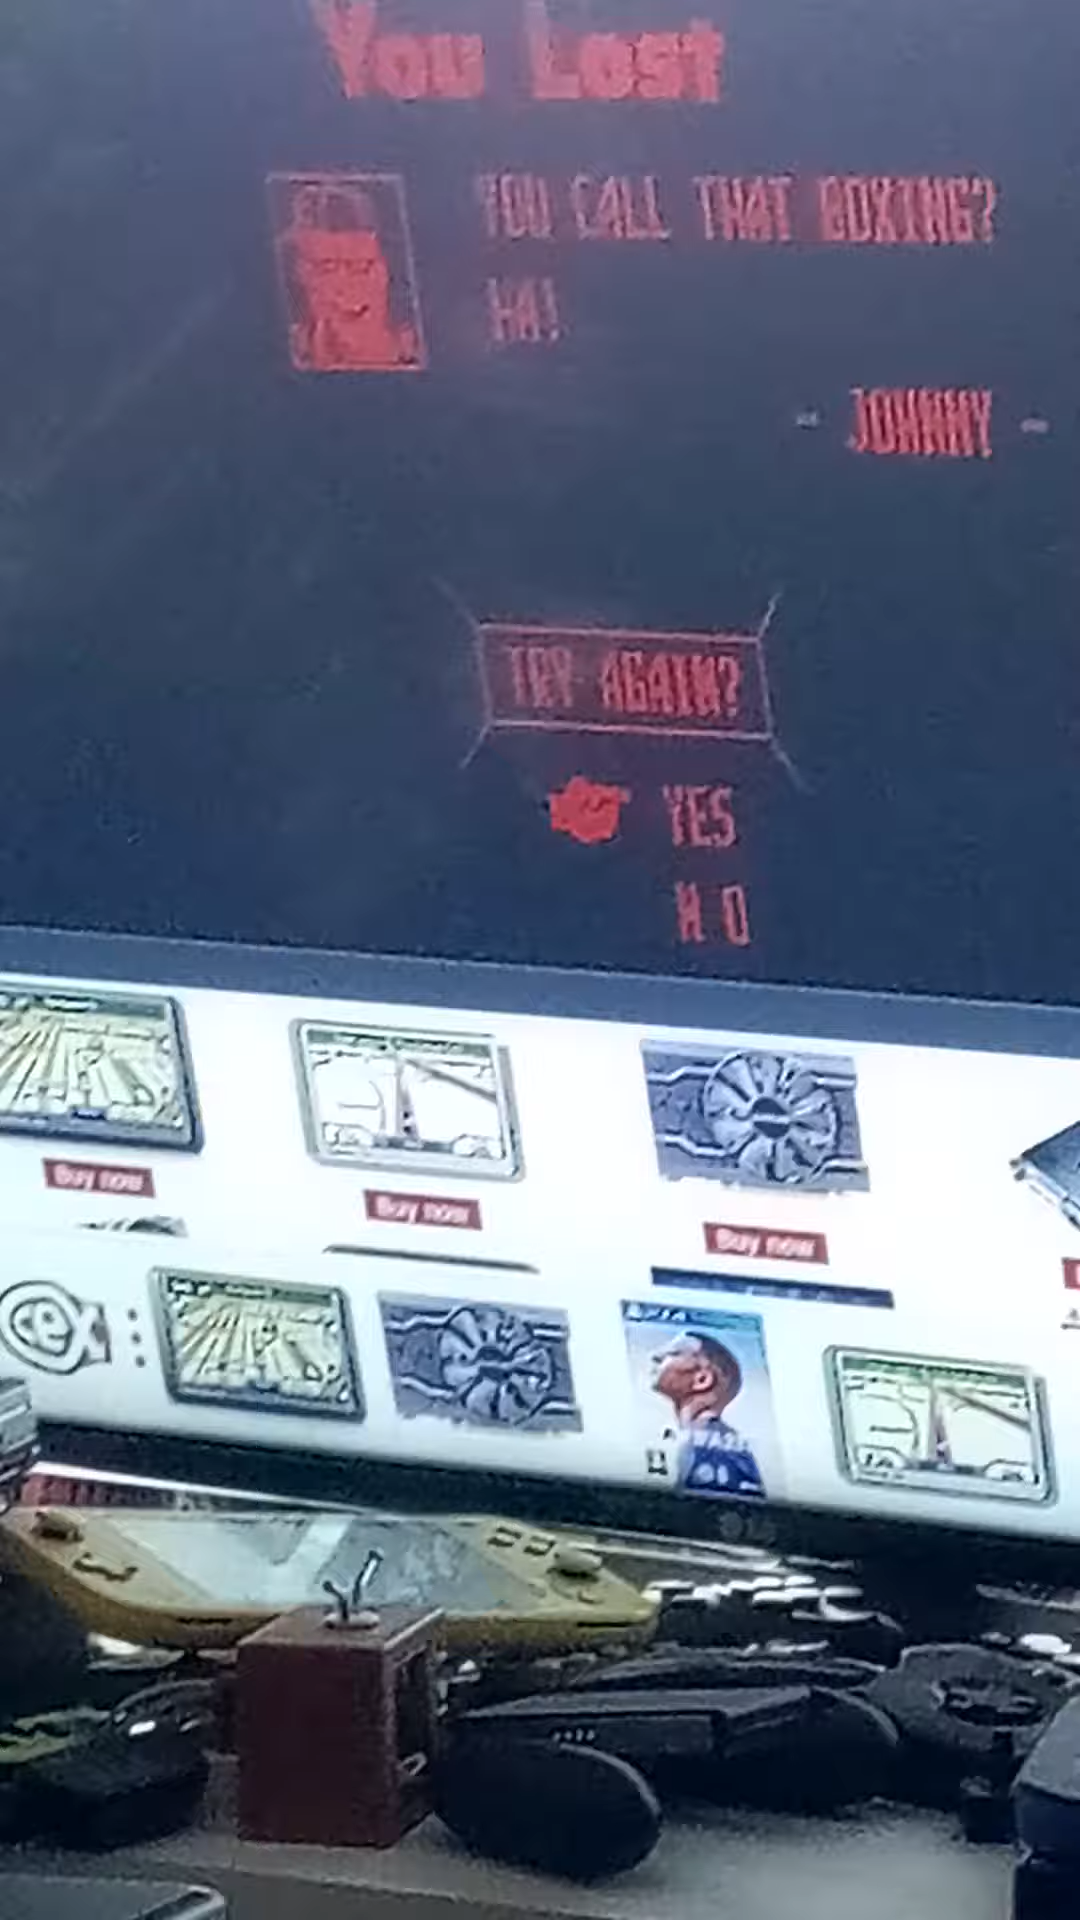 You Lost
YOU CALL THAT BOXING?
HA!
- JOHNNY -
TRY AGAIN?
YES
NO
Buy now
Buy now
Buy now
CeX